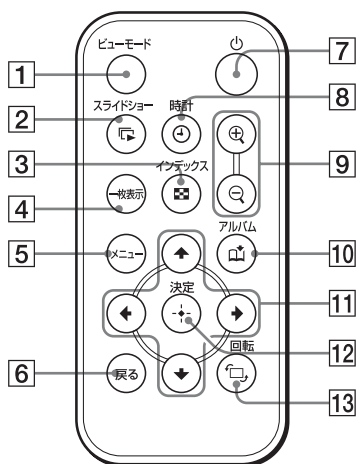 ビューモード
1
7
スライドショー
時計
8
2
3
インデックス
9
4
一枚表示
アルバム
5
メニュー
10
決定
11
12
6
戻る
回転
13